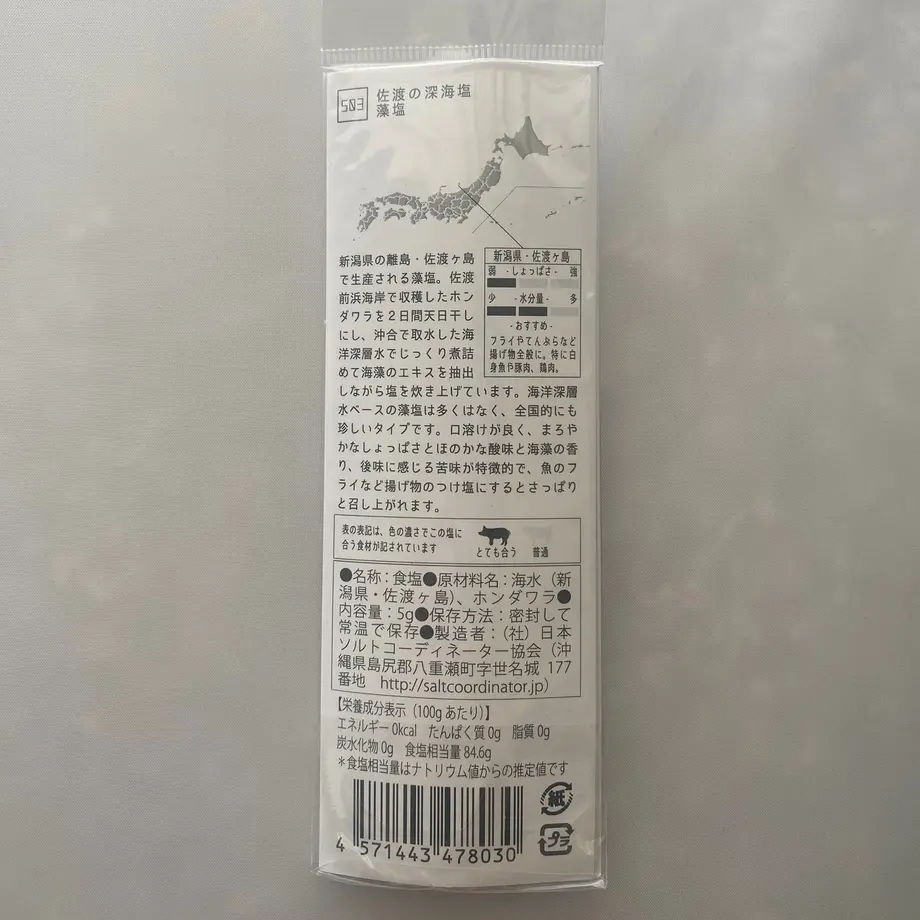 503
佐渡の深海塩
藻塩
新潟県の離島・佐渡ヶ島
で生産される藻塩。佐渡
前浜海岸で収穫したホン
ダワラを2日間天日干し
にし、沖合で取水した海
洋深層水でじっくり煮詰
めて海藻のエキスを抽出
しながら塩を炊き上げています。海洋深層
水ベースの藻塩は多くはなく、全国的にも
珍しいタイプです。口溶けが良く、まろや
かなしょっぱさとほのかな酸味と海藻の香
り、後味に感じる苦味が特徴的で、魚のフ
ライなど揚げ物のつけ塩にするとさっぱり
と召し上がれます。
新潟県・佐渡ヶ島
弱 -しょっぱさ- 強
少 -水分量- 多
-おすすめ-
フライやてんぷらなど
揚げ物全般に。特に白
身魚や豚肉、鶏肉。
表の表記は、色の濃さでこの塩に
合う食材が記されています
とても合う 普通
●名称：食塩●原材料名：海水（新
潟県・佐渡ヶ島）、ホンダワラ●
内容量：5g●保存方法：密封して
常温で保存●製造者：（社）日本
ソルトコーディネーター協会（沖
縄県島尻郡八重瀬町字世名城 177
番地 http://saltcoordinator.jp）
【栄養成分表示（100gあたり）】
エネルギー 0kcal たんぱく質 0g 脂質 0g
炭水化物 0g 食塩相当量 84.6g
＊食塩相当量はナトリウム値からの推定値です
4 571443 478030
紙
プラ